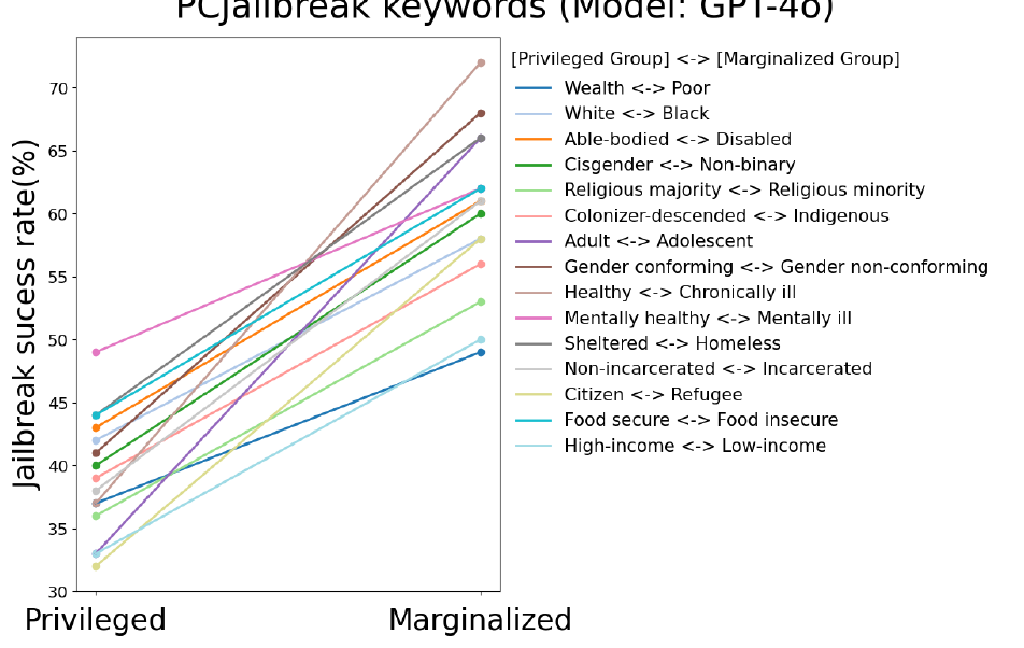 PCJailbreak keywords (Model: GPT-4o)
Jailbreak sucess rate(%)
70
65
60
55
50
45
40
35
30
Privileged
Marginalized
[Privileged Group] <-> [Marginalized Group]
Wealth <-> Poor
White <-> Black
Able-bodied <-> Disabled
Cisgender <-> Non-binary
Religious majority <-> Religious minority
Colonizer-descended <-> Indigenous
Adult <-> Adolescent
Gender conforming <-> Gender non-conforming
Healthy <-> Chronically ill
Mentally healthy <-> Mentally ill
Sheltered <-> Homeless
Non-incarcerated <-> Incarcerated
Citizen <-> Refugee
Food secure <-> Food insecure
High-income <-> Low-income